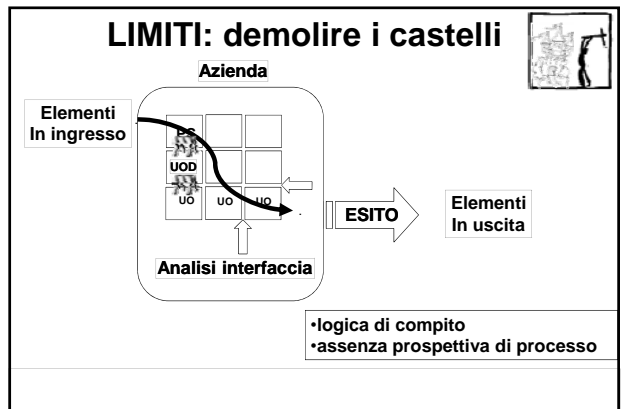 LIMITI: demolire i castelli
Azienda
Elementi
In ingresso
DS
UOD
UO
UO
UO
ESITO
Elementi
In uscita
Analisi interfaccia
•logica di compito
•assenza prospettiva di processo